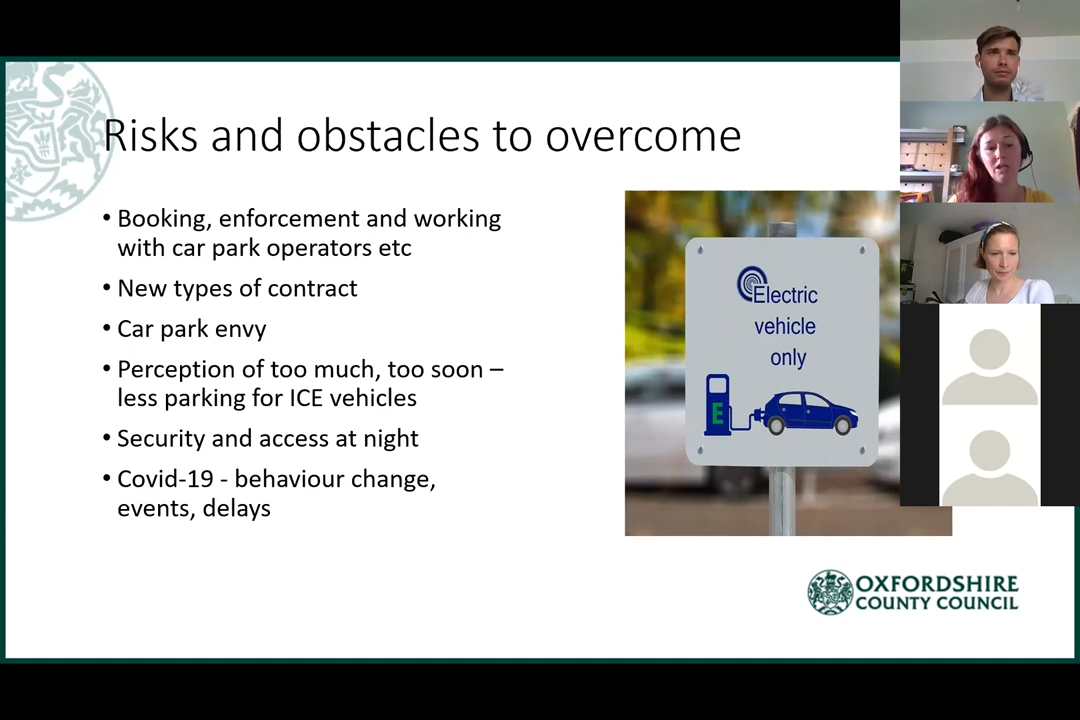 Risks and obstacles to overcome
• Booking, enforcement and working
with car park operators etc
• New types of contract
• Car park envy
• Perception of too much, too soon –
less parking for ICE vehicles
• Security and access at night
• Covid-19 - behaviour change,
events, delays
Electric
vehicle
only
E
OXFORDSHIRE
COUNTY COUNCIL